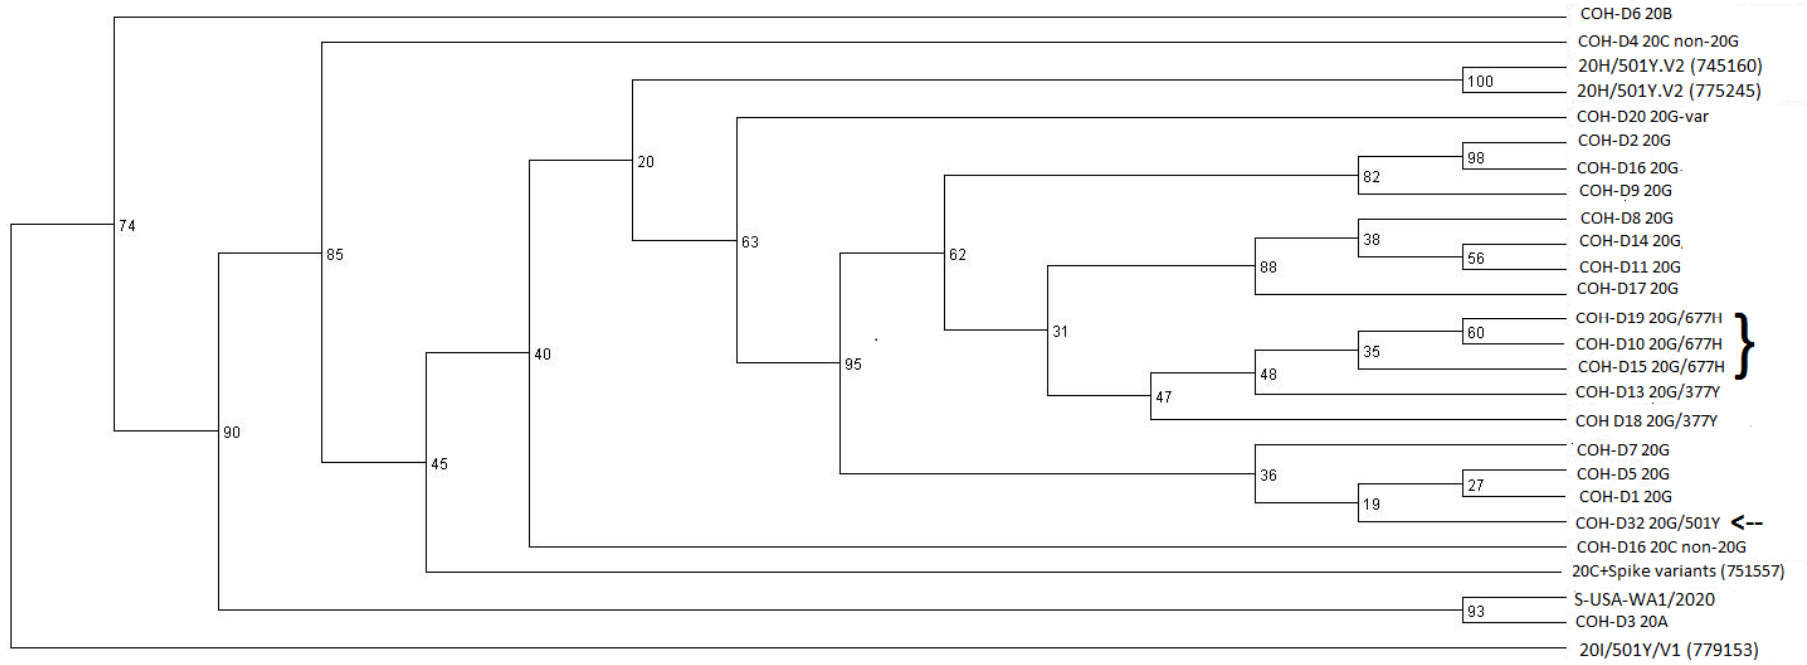 COH-D6 20B
COH-D4 20C non-20G
20H/501Y.V2 (745160)
100
20H/501Y.V2 (775245)
COH-D20 20G-var
COH-D2 20G
98
20
COH-D16 20G
82
COH-D9 20G
COH-D8 20G
74
38
COH-D14 20G
63
56
85
62
88
COH-D11 20G
COH-D17 20G
COH-D19 20G/677H
31
60
}
COH-D10 20G/677H
40
35
95
COH-D15 20G/677H
48
COH-D13 20G/377Y
47
COH D18 20G/377Y
90
COH-D7 20G
45
36
COH-D5 20G
27
COH-D1 20G
19
COH-D32 20G/501Y <--
COH-D16 20C non-20G
20C+Spike variants (751557)
S-USA-WA1/2020
93
COH-D3 20A
20I/501Y/V1 (779153)